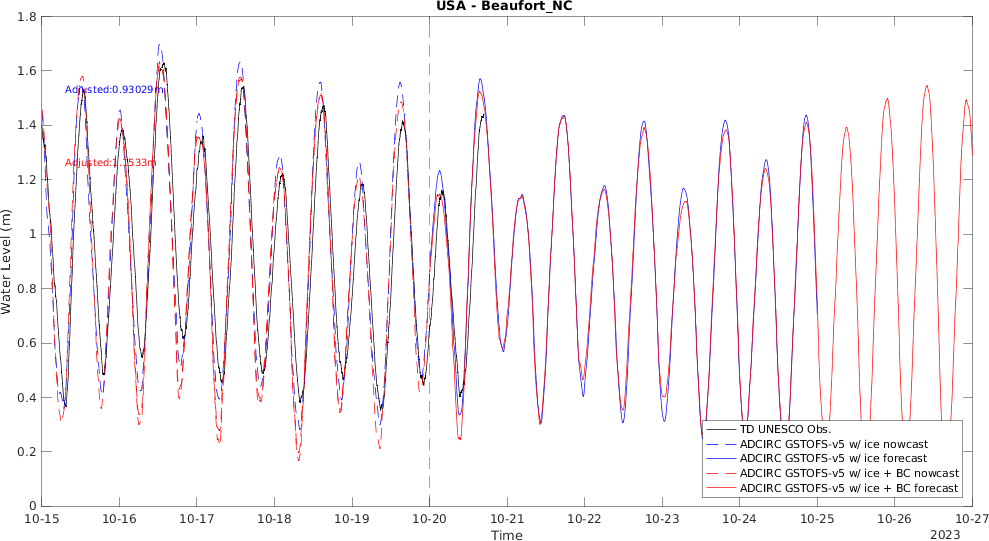 USA - Beaufort_NC
1.8
1.6
1.4
1.2
1
0.8
0.6
0.4
0.2
0
Water Level (m)
Adjusted:0.93029m
TD UNESCO Obs.
ADCIRC GSTOFS-v5 w/ ice nowcast
ADCIRC GSTOFS-v5 w/ ice forecast
ADCIRC GSTOFS-v5 w/ ice + BC nowcast
ADCIRC GSTOFS-v5 w/ ice + BC forecast
10-15 10-16 10-17 10-18 10-19 10-20 10-21 10-22 10-23 10-24 10-25 10-26 10-27
Time
2023